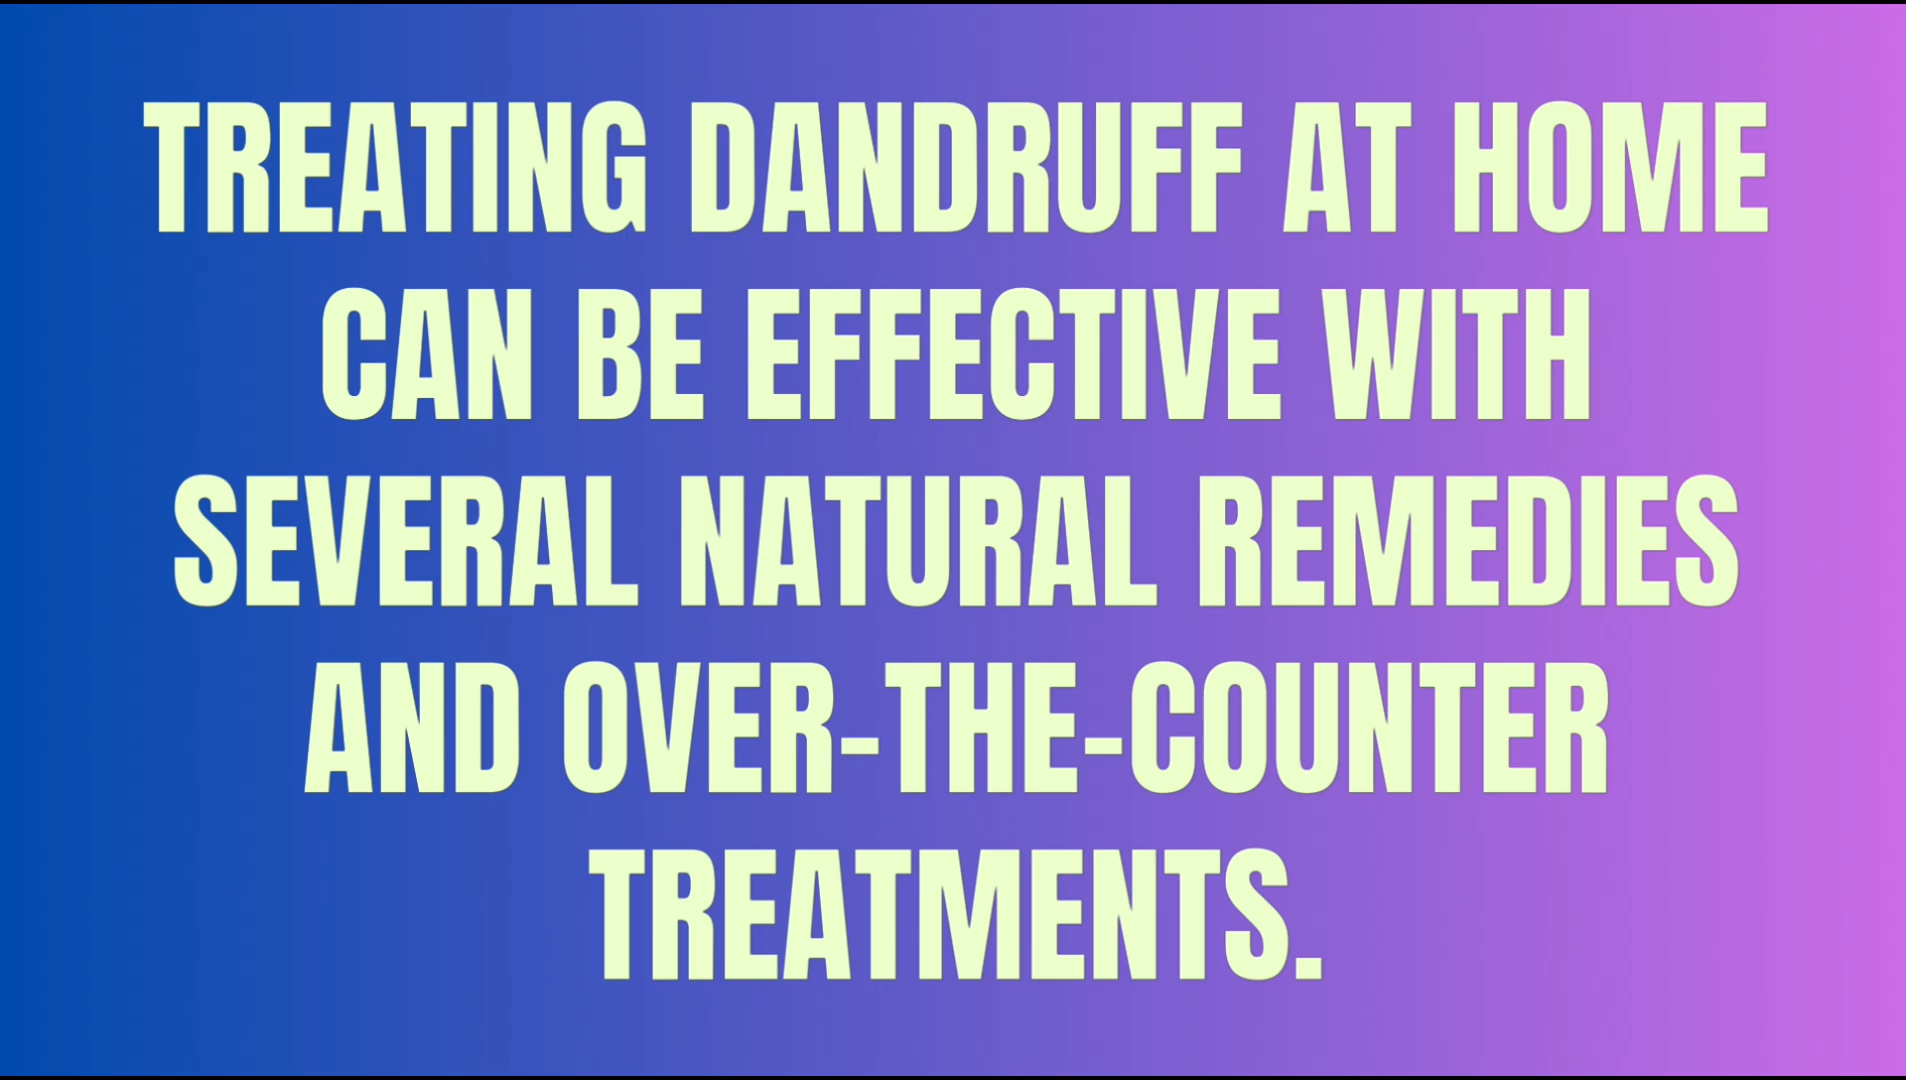 TREATING DANDRUFF AT HOME
CAN BE EFFECTIVE WITH
SEVERAL NATURAL REMEDIES
AND OVER-THE-COUNTER
TREATMENTS.